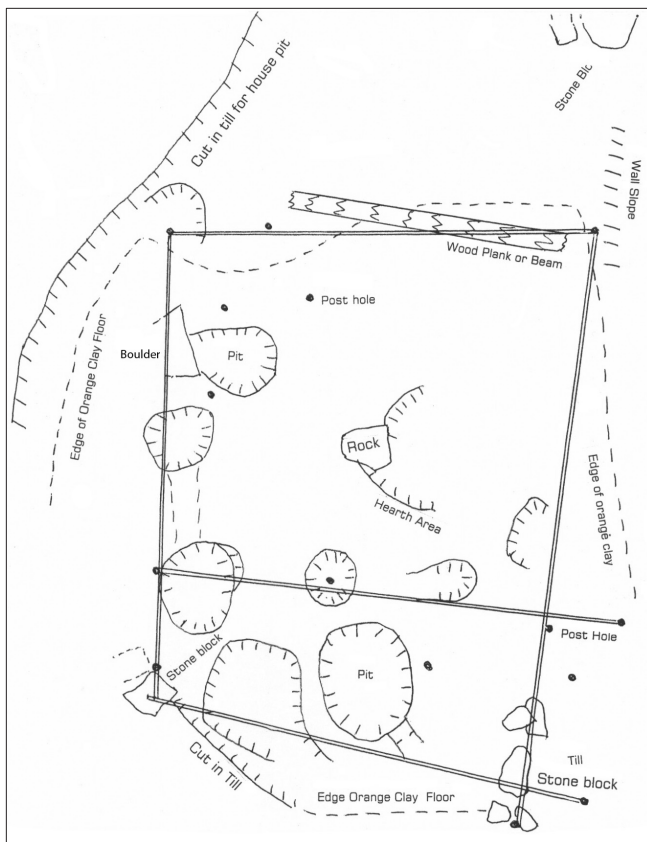 Cut in till for house pit
Stone Blc
Wall Slope
Wood Plank or Beam
Post hole
Edge of Orange Clay Floor
Boulder
Pit
Rock
Hearth Area
Edge of orange clay
Post Hole
Stone block
Pit
Cut in Till
Till
Stone block
Edge Orange Clay Floor